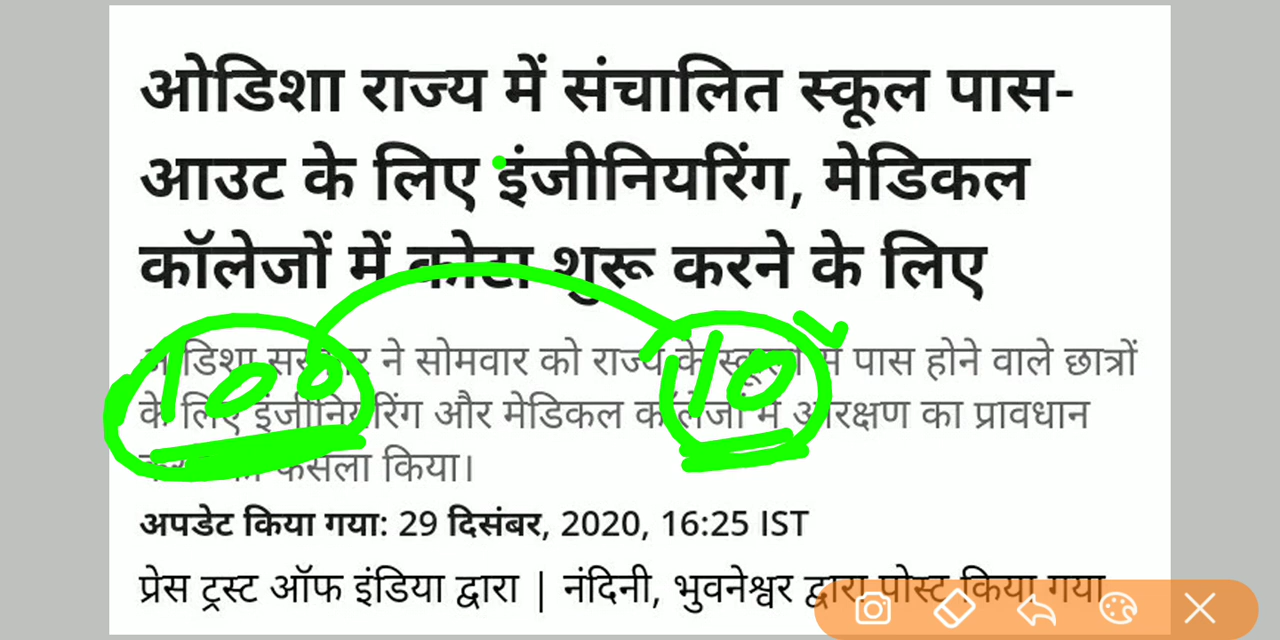 ओडिशा राज्य में संचालित स्कूल पास-
आउट के लिए इंजीनियरिंग, मेडिकल
कॉलेजों में कोटा शुरू करने के लिए
ने सोमवार को राज्य के स्कूलों से पास होने वाले छात्रों
के लिए इंजीनियरिंग और मेडिकल कॉलेजों में आरक्षण का प्रावधान
फैसला किया।
100 10
अपडेट किया गया: 29 दिसंबर, 2020, 16:25 IST
प्रेस ट्रस्ट ऑफ इंडिया द्वारा | नंदिनी, भुवनेश्वर द्वारा पोस्ट किया गया